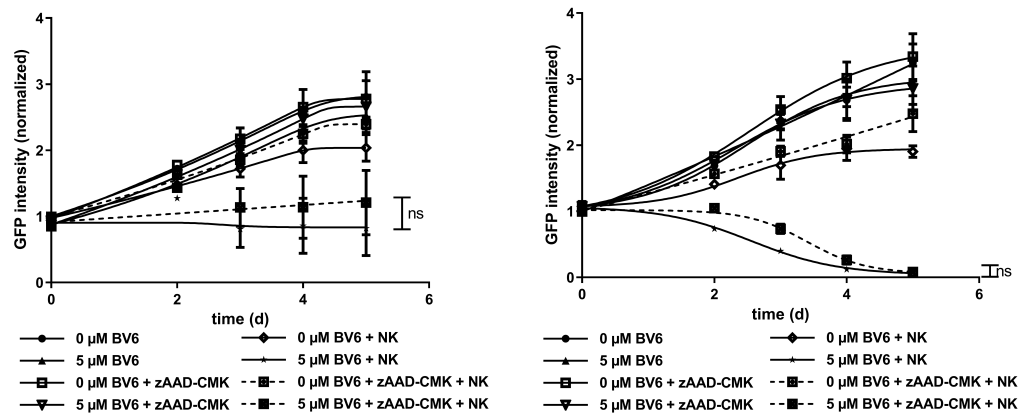 4
3
2
1
0
GFP intensity (normalized)
ns
0 2 4 6
time (d)
0 µM BV6
5 µM BV6
0 µM BV6 + zAAD-CMK
5 µM BV6 + zAAD-CMK
0 µM BV6 + NK
5 µM BV6 + NK
0 µM BV6 + zAAD-CMK + NK
5 µM BV6 + zAAD-CMK + NK
4
3
2
1
0
GFP intensity (normalized)
ns
0 2 4 6
time (d)
0 µM BV6
5 µM BV6
0 µM BV6 + zAAD-CMK
5 µM BV6 + zAAD-CMK
0 µM BV6 + NK
5 µM BV6 + NK
0 µM BV6 + zAAD-CMK + NK
5 µM BV6 + zAAD-CMK + NK